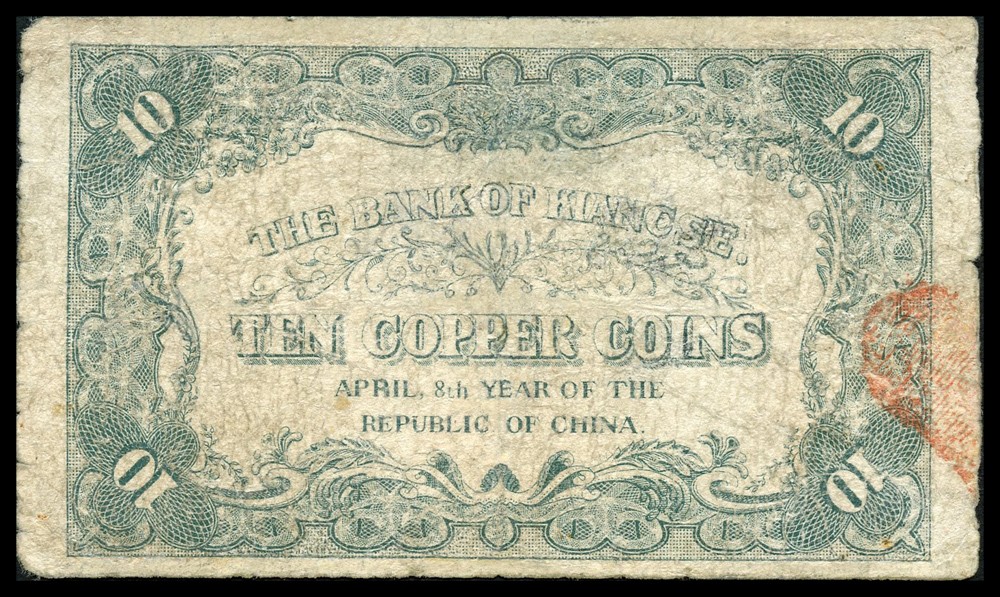 10
10
THE BANK OF KIANGSE.
TEN COPPER COINS
APRIL, 8th YEAR OF THE
REPUBLIC OF CHINA.
10
10